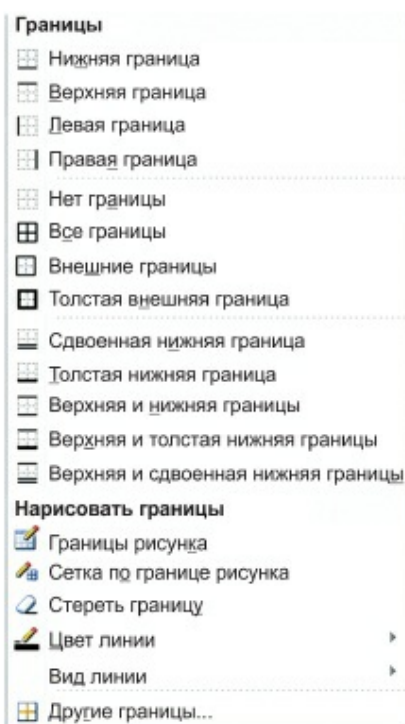 Границы
Нижняя граница
Верхняя граница
Левая граница
Правая граница
Нет границы
Все границы
Внешние границы
Толстая внешняя граница
Сдвоенная нижняя граница
Толстая нижняя граница
Верхняя и нижняя границы
Верхняя и толстая нижняя границы
Верхняя и сдвоенная нижняя границы
Нарисовать границы
Границы рисунка
Сетка по границе рисунка
Стереть границу
Цвет линии
Вид линии
Другие границы...